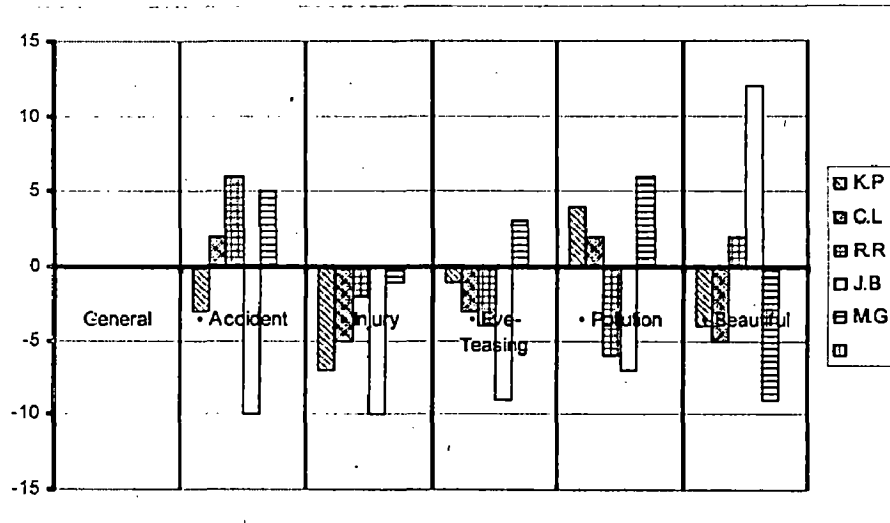 15
10
5
0
-5
-10
-15
General
• Accident
Injury
• Eve-
Teasing
• Pollution
• Beautiful
K.P
C.L
R.R
J.B
M.G